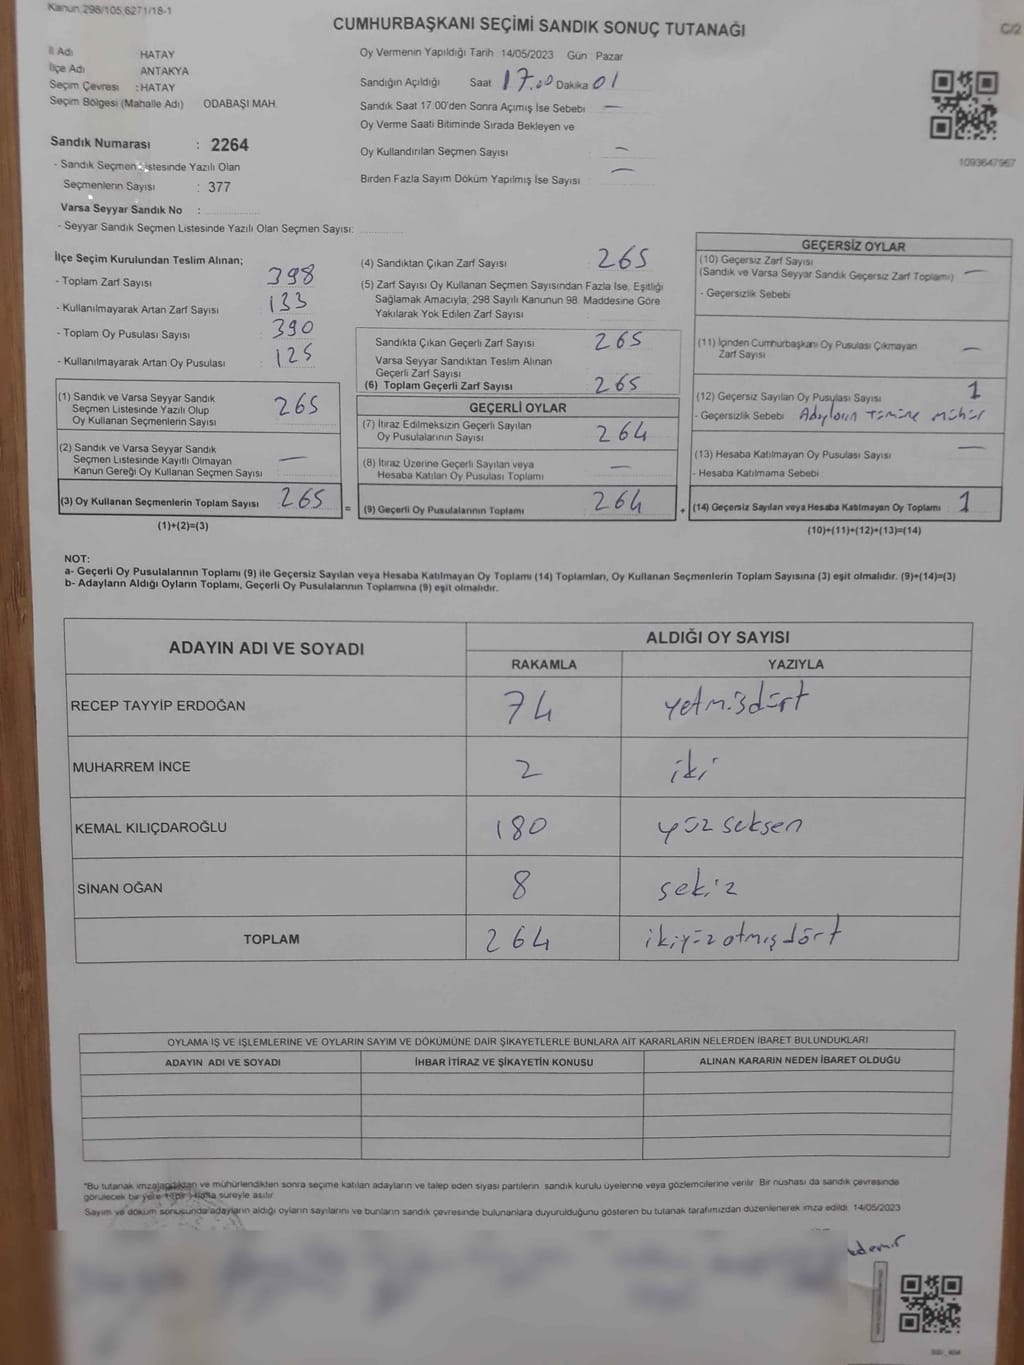 Kanun.298/105,6271/18-1
CUMHURBAŞKANI SEÇİMİ SANDIK SONUÇ TUTANAĞI
C/2
İl Adı : HATAY
İlçe Adı : ANTAKYA
Seçim Çevresi : HATAY
Seçim Bölgesi (Mahalle Adı) ODABAŞI MAH.
Oy Vermenin Yapıldığı Tarih 14/05/2023 Gün Pazar
Sandığın Açıldığı Saat 17.00 Dakika 01
Sandık Saat 17:00'den Sonra Açımış İse Sebebi —
Oy Verme Saati Bitiminde Sırada Bekleyen ve
Oy Kullandırılan Seçmen Sayısı —
Birden Fazla Sayım Döküm Yapılmış İse Sayısı —
1093647967
Sandık Numarası : 2264
- Sandık Seçmen Listesinde Yazılı Olan
Seçmenlerin Sayısı : 377
Varsa Seyyar Sandık No :
- Seyyar Sandık Seçmen Listesinde Yazılı Olan Seçmen Sayısı:
İlçe Seçim Kurulundan Teslim Alınan;
- Toplam Zarf Sayısı 398
- Kullanılmayarak Artan Zarf Sayısı 133
- Toplam Oy Pusulası Sayısı 390
- Kullanılmayarak Artan Oy Pusulası 125
(1) Sandık ve Varsa Seyyar Sandık
Seçmen Listesinde Yazılı Olup
Oy Kullanan Seçmenlerin Sayısı 265
(2) Sandık ve Varsa Seyyar Sandık
Seçmen Listesinde Kayıtlı Olmayan
Kanun Gereği Oy Kullanan Seçmen Sayısı —
(3) Oy Kullanan Seçmenlerin Toplam Sayısı 265
(1)+(2)=(3)
(4) Sandıktan Çıkan Zarf Sayısı 265
(5) Zarf Sayısı Oy Kullanan Seçmen Sayısından Fazla İse, Eşitliği
Sağlamak Amacıyla; 298 Sayılı Kanunun 98. Maddesine Göre
Yakılarak Yok Edilen Zarf Sayısı
Sandıkta Çıkan Geçerli Zarf Sayısı 265
Varsa Seyyar Sandıktan Teslim Alınan
Geçerli Zarf Sayısı
(6) Toplam Geçerli Zarf Sayısı 265
GEÇERLİ OYLAR
(7) İtiraz Edilmeksizin Geçerli Sayılan
Oy Pusulalarının Sayısı 264
(8) İtiraz Üzerine Geçerli Sayılan veya
Hesaba Katılan Oy Pusulası Toplamı —
= (9) Geçerli Oy Pusulalarının Toplamı 264
GEÇERSİZ OYLAR
(10) Geçersiz Zarf Sayısı
(Sandık ve Varsa Seyyar Sandık Geçersiz Zarf Toplamı) —
- Geçersizlik Sebebi
(11) İçinden Cumhurbaşkanı Oy Pusulası Çıkmayan
Zarf Sayısı —
(12) Geçersiz Sayılan Oy Pusulası Sayısı 1
- Geçersizlik Sebebi Adayların tümüne mühür
(13) Hesaba Katılmayan Oy Pusulası Sayısı —
- Hesaba Katılmama Sebebi
+ (14) Geçersiz Sayılan veya Hesaba Katılmayan Oy Toplamı 1
(10)+(11)+(12)+(13)=(14)
NOT:
a- Geçerli Oy Pusulalarının Toplamı (9) ile Geçersiz Sayılan veya Hesaba Katılmayan Oy Toplamı (14) Toplamları, Oy Kullanan Seçmenlerin Toplam Sayısına (3) eşit olmalıdır. (9)+(14)=(3)
b- Adayların Aldığı Oyların Toplamı, Geçerli Oy Pusulalarının Toplamına (9) eşit olmalıdır.
ADAYIN ADI VE SOYADI
ALDIĞI OY SAYISI
RAKAMLA YAZIYLA
RECEP TAYYİP ERDOĞAN 74 yetmişdört
MUHARREM İNCE 2 iki
KEMAL KILIÇDAROĞLU 180 yüzseksen
SİNAN OĞAN 8 sekiz
TOPLAM 264 ikiyüzotmışdört
OYLAMA İŞ VE İŞLEMLERİNE VE OYLARIN SAYIM VE DÖKÜMÜNE DAİR ŞİKAYETLERLE BUNLARA AİT KARARLARIN NELERDEN İBARET BULUNDUKLARI
ADAYIN ADI VE SOYADI İHBAR İTİRAZ VE ŞİKAYETİN KONUSU ALINAN KARARIN NEDEN İBARET OLDUĞU
*Bu tutanak imzalandıktan ve mühürlendikten sonra seçime katılan adayların ve talep eden siyasi partilerin sandık kurulu üyelerine veya gözlemcilerine verilir. Bir nüshası da sandık çevresinde
görülecek bir yere 1 (bir) hafta süreyle asılır.
Sayım ve döküm sonusunda adayların aldığı oyların sayılarını ve bunların sandık çevresinde bulunanlara duyurulduğunu gösteren bu tutanak tarafımızdan düzenlenerek imza edildi. 14/05/2023